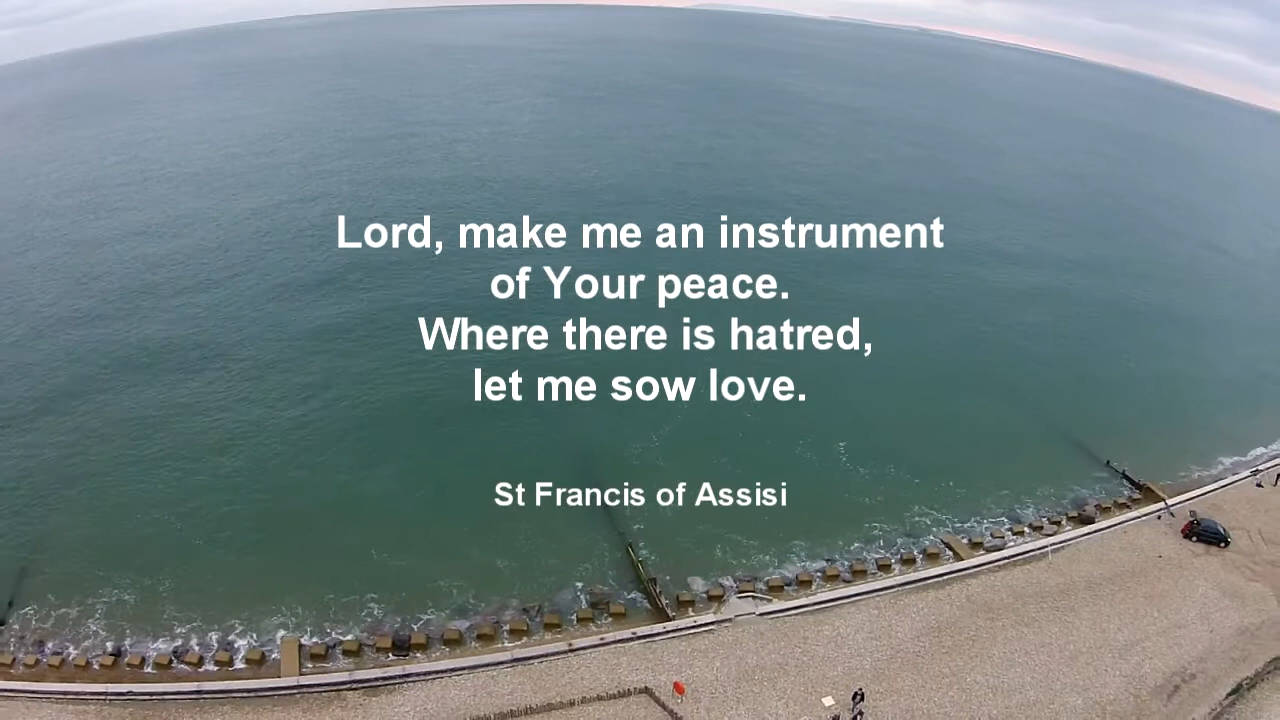 Lord, make me an instrument
of Your peace.
Where there is hatred,
let me sow love.
St Francis of Assisi